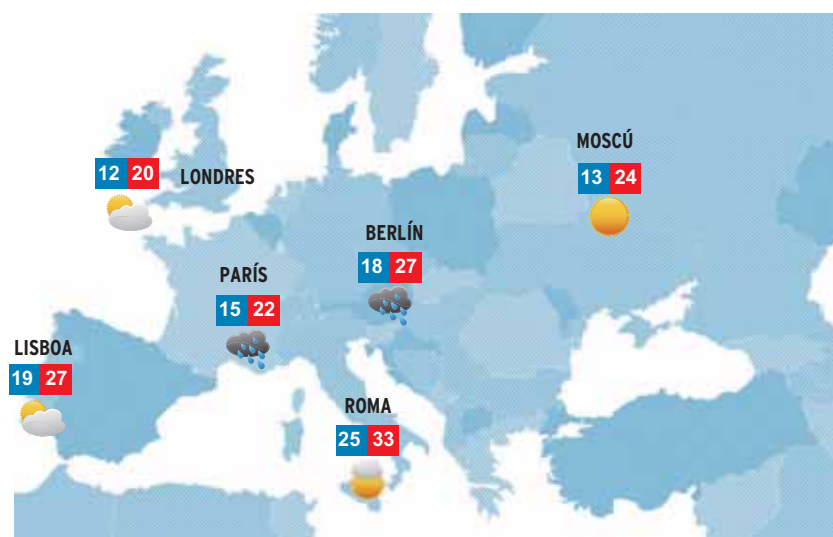 MOSCÚ
13 24
12 20
LONDRES
BERLÍN
18 27
PARÍS
15 22
LISBOA
19 27
ROMA
25 33